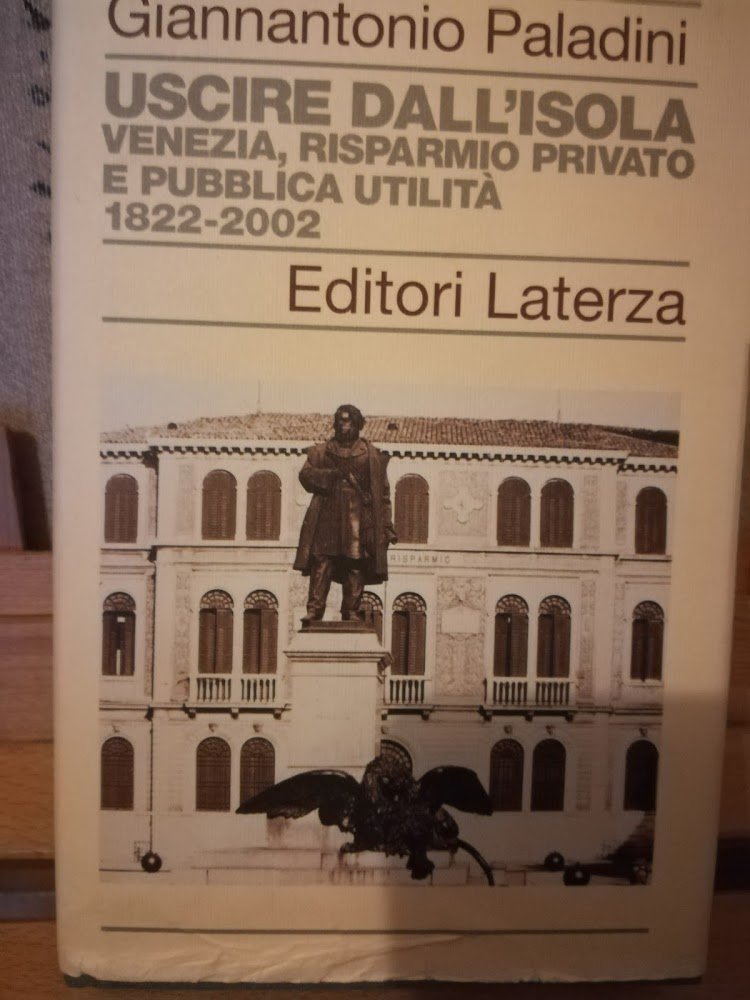 Giannantonio Paladini
USCIRE DALL'ISOLA
VENEZIA, RISPARMIO PRIVATO
E PUBBLICA UTILITÀ
1822-2002
Editori Laterza
RISPARMIO